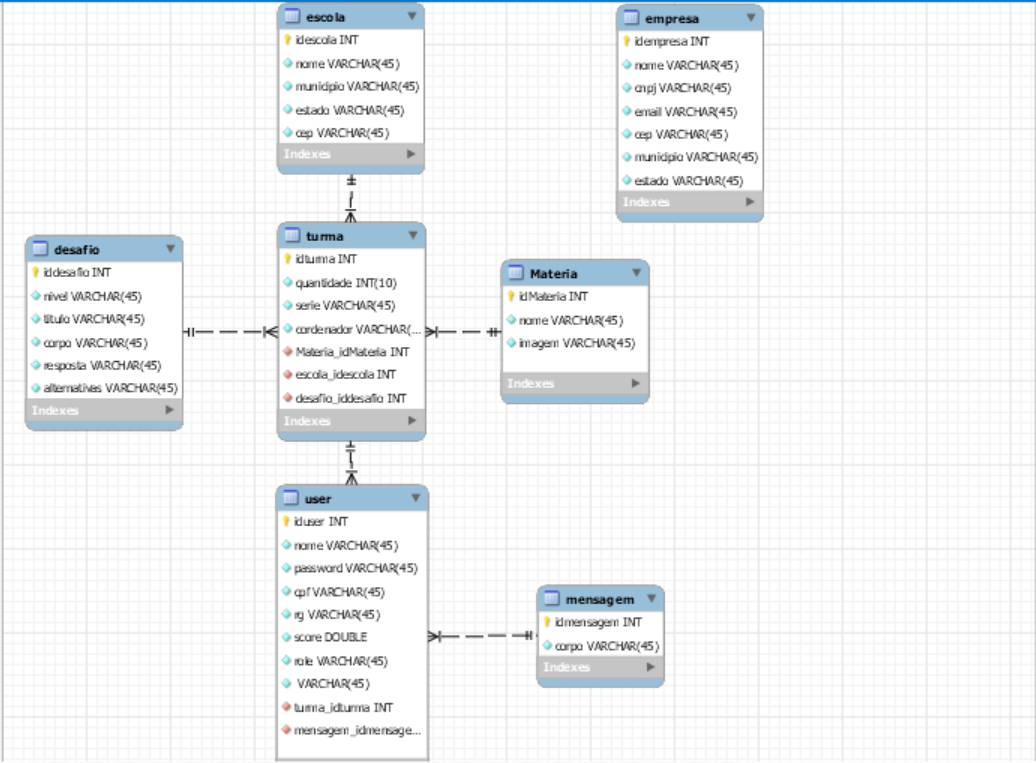 escola
idescola INT
nome VARCHAR(45)
municipio VARCHAR(45)
estado VARCHAR(45)
cep VARCHAR(45)
Indexes
empresa
idempresa INT
nome VARCHAR(45)
cnpj VARCHAR(45)
email VARCHAR(45)
cep VARCHAR(45)
municipio VARCHAR(45)
estado VARCHAR(45)
Indexes
desafio
iddesafio INT
nivel VARCHAR(45)
titulo VARCHAR(45)
corpo VARCHAR(45)
resposta VARCHAR(45)
alternativas VARCHAR(45)
Indexes
turma
idturma INT
quantidade INT(10)
serie VARCHAR(45)
cordenador VARCHAR(...
Materia_idMateria INT
escola_idescola INT
desafio_iddesafio INT
Indexes
Materia
idMateria INT
nome VARCHAR(45)
imagem VARCHAR(45)
Indexes
user
iduser INT
nome VARCHAR(45)
password VARCHAR(45)
cpf VARCHAR(45)
rg VARCHAR(45)
score DOUBLE
role VARCHAR(45)
VARCHAR(45)
turma_idturma INT
mensagem_idmensage...
mensagem
idmensagem INT
corpo VARCHAR(45)
Indexes